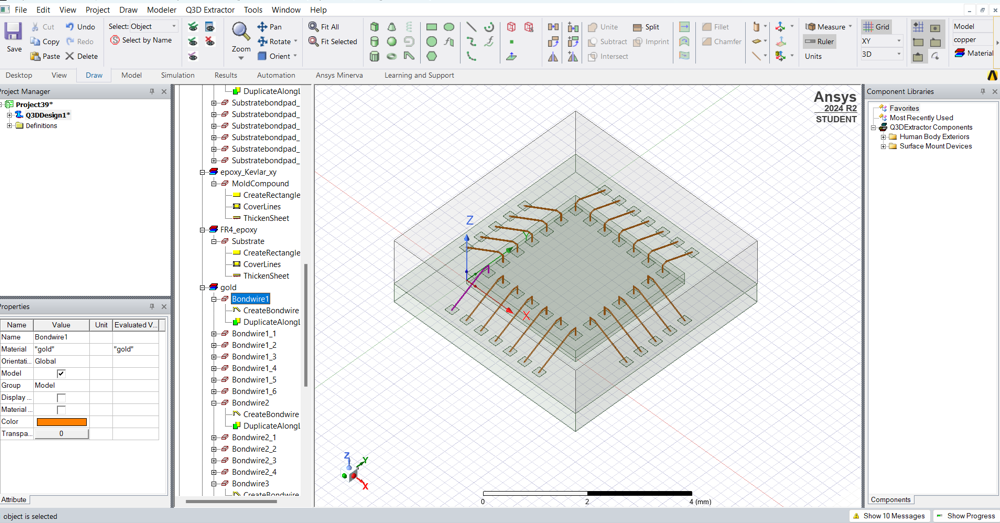 File Edit View Project Draw Modeler Q3D Extractor Tools Window Help
Save
Cut Undo
Copy Redo
Paste Delete
Select: Object
Select by Name
Zoom
Pan
Rotate
Orient
Fit All
Fit Selected
Unite
Subtract
Intersect
Split
Imprint
Fillet
Chamfer
Measure
Ruler
Units
Grid
XY
3D
Model
copper
Material
Desktop View Draw Model Simulation Results Automation Ansys Minerva Learning and Support
Project Manager
Project39*
Q3DDesign1*
Definitions
DuplicateAlongL
Substratebondpad_
Substratebondpad_
Substratebondpad_
Substratebondpad_
Substratebondpad_
Substratebondpad_
epoxy_Kevlar_xy
MoldCompound
CreateRectangle
CoverLines
ThickenSheet
FR4_epoxy
Substrate
CreateRectangle
CoverLines
ThickenSheet
gold
Bondwire1
CreateBondwire
DuplicateAlongL
Bondwire1_1
Bondwire1_2
Bondwire1_3
Bondwire1_4
Bondwire1_5
Bondwire1_6
Bondwire2
CreateBondwire
DuplicateAlongL
Bondwire2_1
Bondwire2_2
Bondwire2_3
Bondwire2_4
Bondwire3
CreateBondwire
Properties
Name Value Unit Evaluated V...
Name Bondwire1
Material "gold" "gold"
Orientati... Global
Model
Group Model
Display ...
Material ...
Color
Transpa... 0
Attribute
Ansys
2024 R2
STUDENT
Z
Y
X
Z
Y
X
0 2 4 (mm)
Component Libraries
Favorites
Most Recently Used
Q3DExtractor Components
Human Body Exteriors
Surface Mount Devices
Components
object is selected
Show 10 Messages
Show Progress